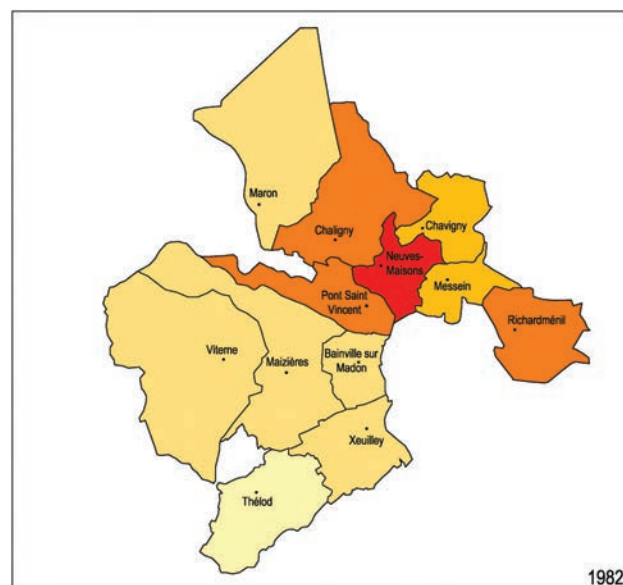 Maron
Chaligny
Chavigny
Neuves-
Maisons
Messein
Pont Saint
Vincent
Richardménil
Viterne
Maizières
Bainville sur
Madon
Xeuilley
Thélod
1982